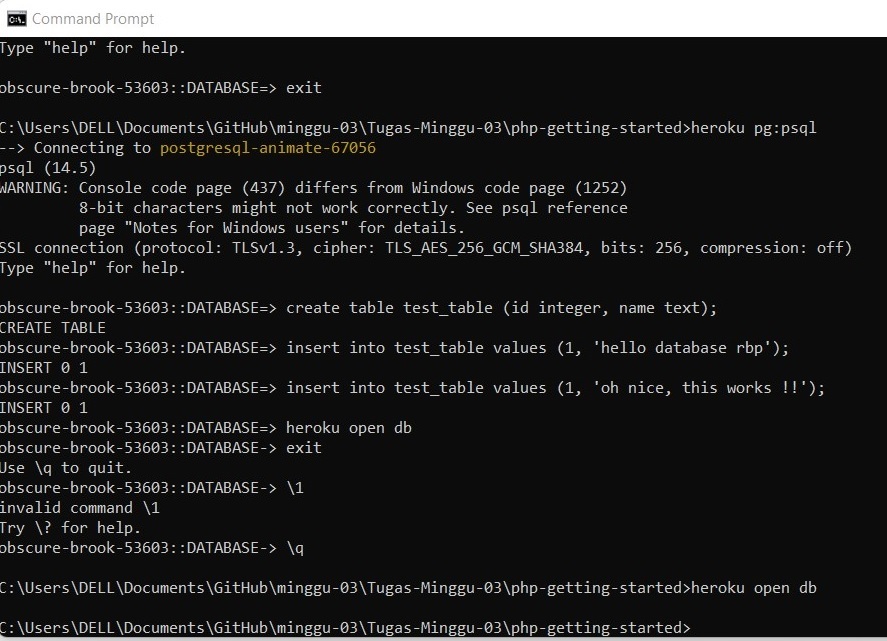 Command Prompt
Type "help" for help.
obscure-brook-53603::DATABASE=> exit
C:\Users\DELL\Documents\GitHub\minggu-03\Tugas-Minggu-03\php-getting-started>heroku pg:psql
--> Connecting to postgresql-animate-67056
psql (14.5)
WARNING: Console code page (437) differs from Windows code page (1252)
         8-bit characters might not work correctly. See psql reference
         page "Notes for Windows users" for details.
SSL connection (protocol: TLSv1.3, cipher: TLS_AES_256_GCM_SHA384, bits: 256, compression: off)
Type "help" for help.
obscure-brook-53603::DATABASE=> create table test_table (id integer, name text);
CREATE TABLE
obscure-brook-53603::DATABASE=> insert into test_table values (1, 'hello database rbp');
INSERT 0 1
obscure-brook-53603::DATABASE=> insert into test_table values (1, 'oh nice, this works !!');
INSERT 0 1
obscure-brook-53603::DATABASE=> heroku open db
obscure-brook-53603::DATABASE-> exit
Use \q to quit.
obscure-brook-53603::DATABASE-> \1
invalid command \1
Try \? for help.
obscure-brook-53603::DATABASE-> \q
C:\Users\DELL\Documents\GitHub\minggu-03\Tugas-Minggu-03\php-getting-started>heroku open db
C:\Users\DELL\Documents\GitHub\minggu-03\Tugas-Minggu-03\php-getting-started>